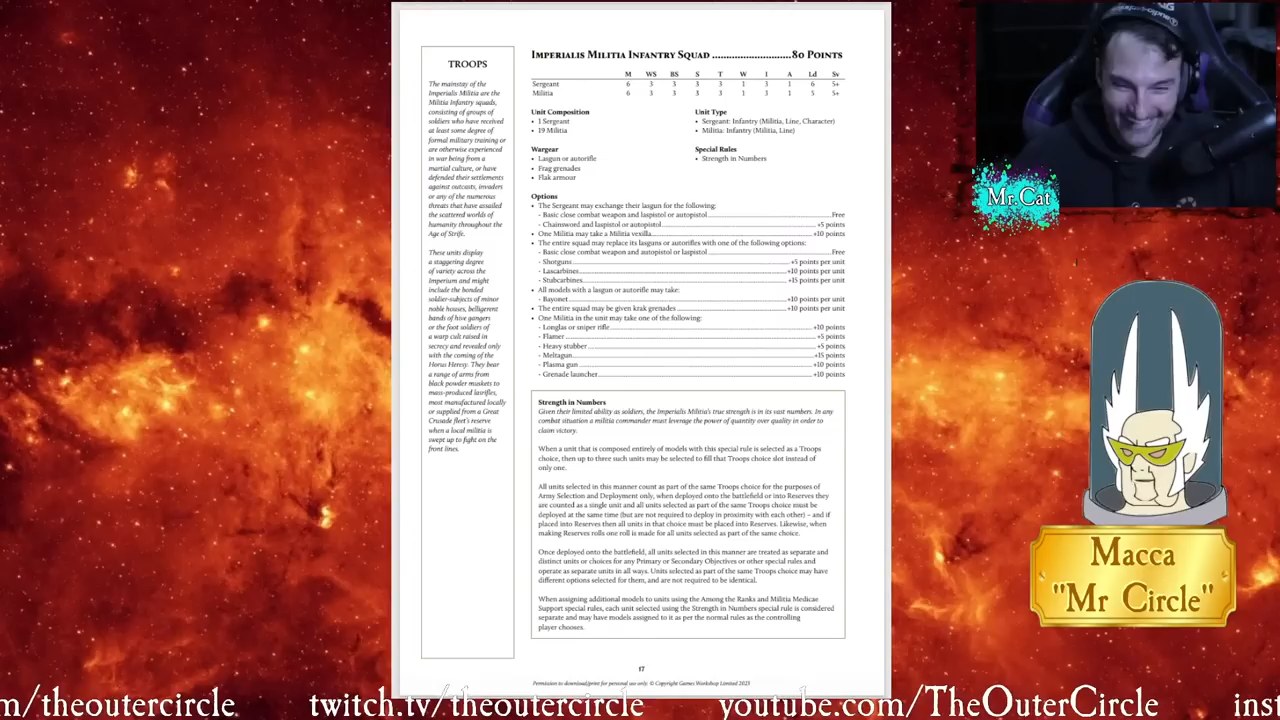 TROOPS
The mainstay of the
Imperialis Militia are the
Militia Infantry squads,
consisting of groups of
soldiers who have received
at least some degree of
formal military training or
are otherwise experienced
in war being from a
martial culture, or have
defended their settlements
against outcasts, invaders
or any of the numerous
threats that have assailed
the scattered worlds of
humanity throughout the
Age of Strife.
These units display
a staggering degree
of variety across the
Imperium and might
include the bonded
soldier-subjects of minor
noble houses, belligerent
bands of hive gangers
or the foot soldiers of
a warp cult raised in
secrecy and revealed only
with the coming of the
Horus Heresy. They bear
a range of arms from
black powder muskets to
mass-produced lasrifles,
most manufactured locally
or supplied from a Great
Crusade fleet's reserve
when a local militia is
swept up to fight on the
front lines.
Imperialis Militia Infantry Squad ...........................80 Points
M WS BS S T W I A Ld Sv
Sergeant 6 3 3 3 3 1 3 1 6 5+
Militia 6 3 3 3 3 1 3 1 5 5+
Unit Composition
• 1 Sergeant
• 19 Militia
Unit Type
• Sergeant: Infantry (Militia, Line, Character)
• Militia: Infantry (Militia, Line)
Wargear
• Lasgun or autorifle
• Frag grenades
• Flak armour
Special Rules
• Strength in Numbers
Options
• The Sergeant may exchange their lasgun for the following:
- Basic close combat weapon and laspistol or autopistol Free
- Chainsword and laspistol or autopistol +5 points
• One Militia may take a Militia vexilla +10 points
• The entire squad may replace its lasguns or autorifles with one of the following options:
- Basic close combat weapon and autopistol or laspistol Free
- Shotguns +5 points per unit
- Lascarbines +10 points per unit
- Stubcarbines +15 points per unit
• All models with a lasgun or autorifle may take:
- Bayonet +10 points per unit
• The entire squad may be given krak grenades +10 points per unit
• One Militia in the unit may take one of the following:
- Longlas or sniper rifle +10 points
- Flamer +5 points
- Heavy stubber +5 points
- Meltagun +15 points
- Plasma gun +10 points
- Grenade launcher +10 points
Strength in Numbers
Given their limited ability as soldiers, the Imperialis Militia's true strength is in its vast numbers. In any
combat situation a militia commander must leverage the power of quantity over quality in order to
claim victory.
When a unit that is composed entirely of models with this special rule is selected as a Troops
choice, then up to three such units may be selected to fill that Troops choice slot instead of
only one.
All units selected in this manner count as part of the same Troops choice for the purposes of
Army Selection and Deployment only, when deployed onto the battlefield or into Reserves they
are counted as a single unit and all units selected as part of the same Troops choice must be
deployed at the same time (but are not required to deploy in proximity with each other) – and if
placed into Reserves then all units in that choice must be placed into Reserves. Likewise, when
making Reserves rolls one roll is made for all units selected as part of the same choice.
Once deployed onto the battlefield, all units selected in this manner are treated as separate and
distinct units or choices for any Primary or Secondary Objectives or other special rules and
operate as separate units in all ways. Units selected as part of the same Troops choice may have
different options selected for them, and are not required to be identical.
When assigning additional models to units using the Among the Ranks and Militia Medicae
Support special rules, each unit selected using the Strength in Numbers special rule is considered
separate and may have models assigned to it as per the normal rules as the controlling
player chooses.
17
Permission to download/print for personal use only. © Copyright Games Workshop Limited 2023
Mr.Cat
Macca
"Mr Circle"
m/theoutercircle twitch.tv/theoutercircle youtube.com/TheOuterCircle ins